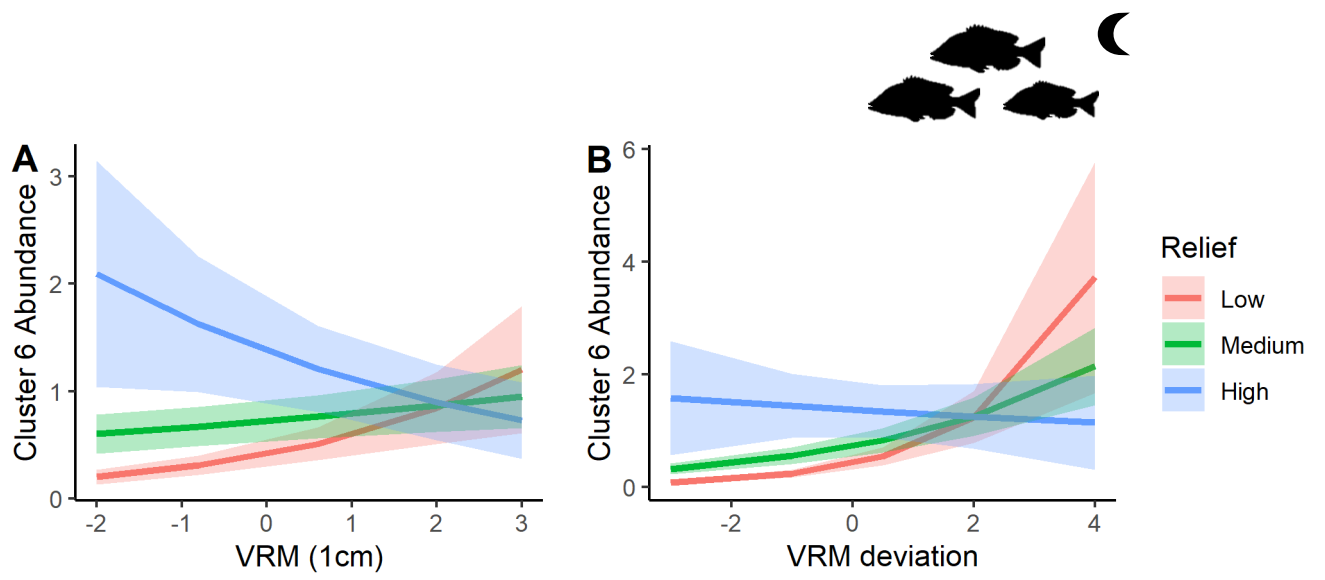 A
Cluster 6 Abundance
3
2
1
0
-2 -1 0 1 2 3
VRM (1cm)
B
Cluster 6 Abundance
6
4
2
0
-2 0 2 4
VRM deviation
Relief
Low
Medium
High